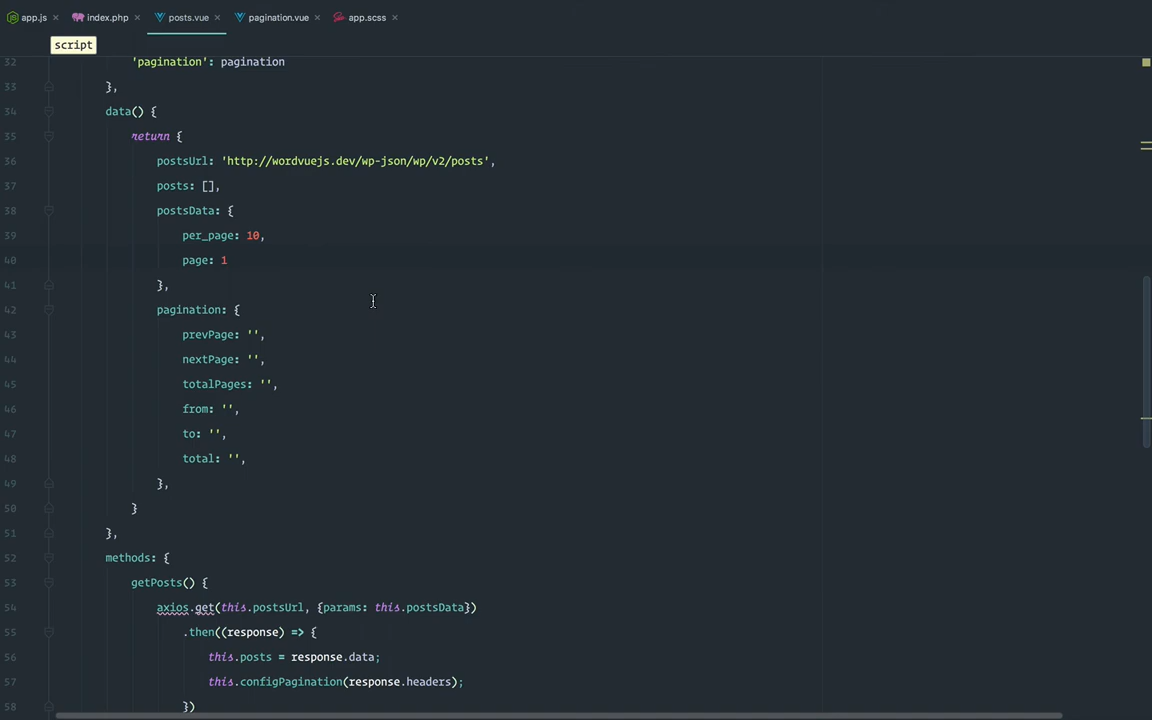 app.js × index.php × posts.vue × pagination.vue × app.scss ×
script
32 'pagination': pagination
33 },
34 data() {
35 return {
36 postsUrl: 'http://wordvuejs.dev/wp-json/wp/v2/posts',
37 posts: [],
38 postsData: {
39 per_page: 10,
40 page: 1
41 },
42 pagination: {
43 prevPage: '',
44 nextPage: '',
45 totalPages: '',
46 from: '',
47 to: '',
48 total: '',
49 },
50 }
51 },
52 methods: {
53 getPosts() {
54 axios.get(this.postsUrl, {params: this.postsData})
55 .then((response) => {
56 this.posts = response.data;
57 this.configPagination(response.headers);
58 })